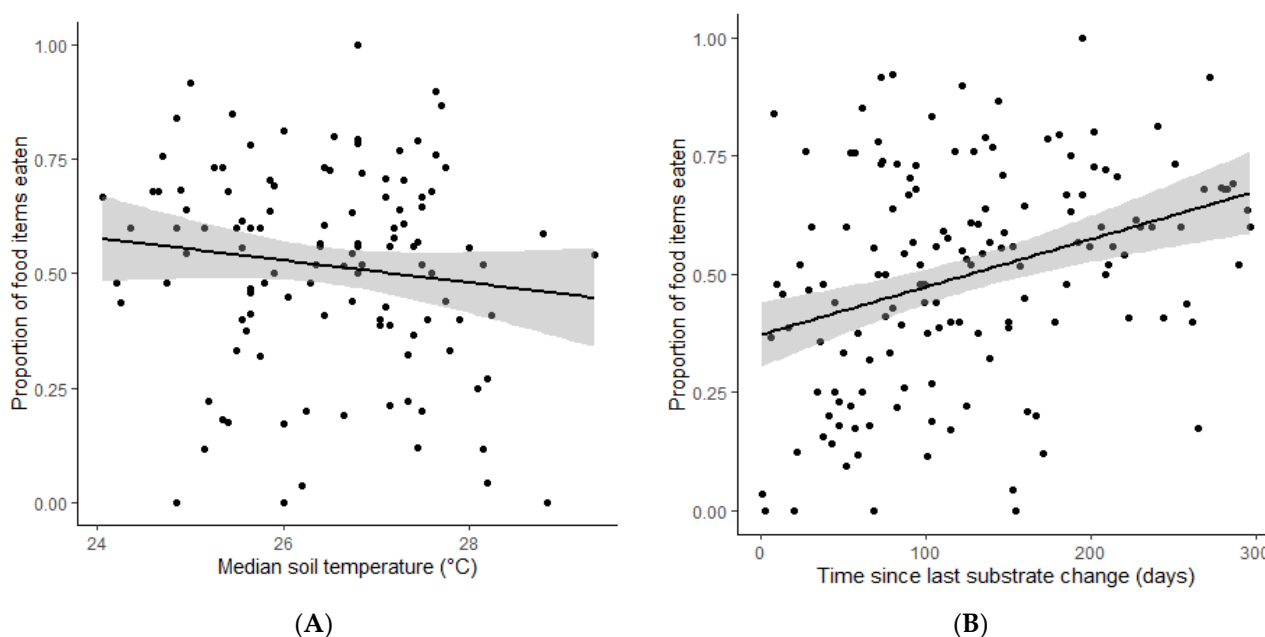 1.00
0.75
0.50
0.25
0.00
Proportion of food items eaten
24
26
28
Median soil temperature (°C)
(A)
1.00
0.75
0.50
0.25
0.00
Proportion of food items eaten
0
100
200
300
Time since last substrate change (days)
(B)